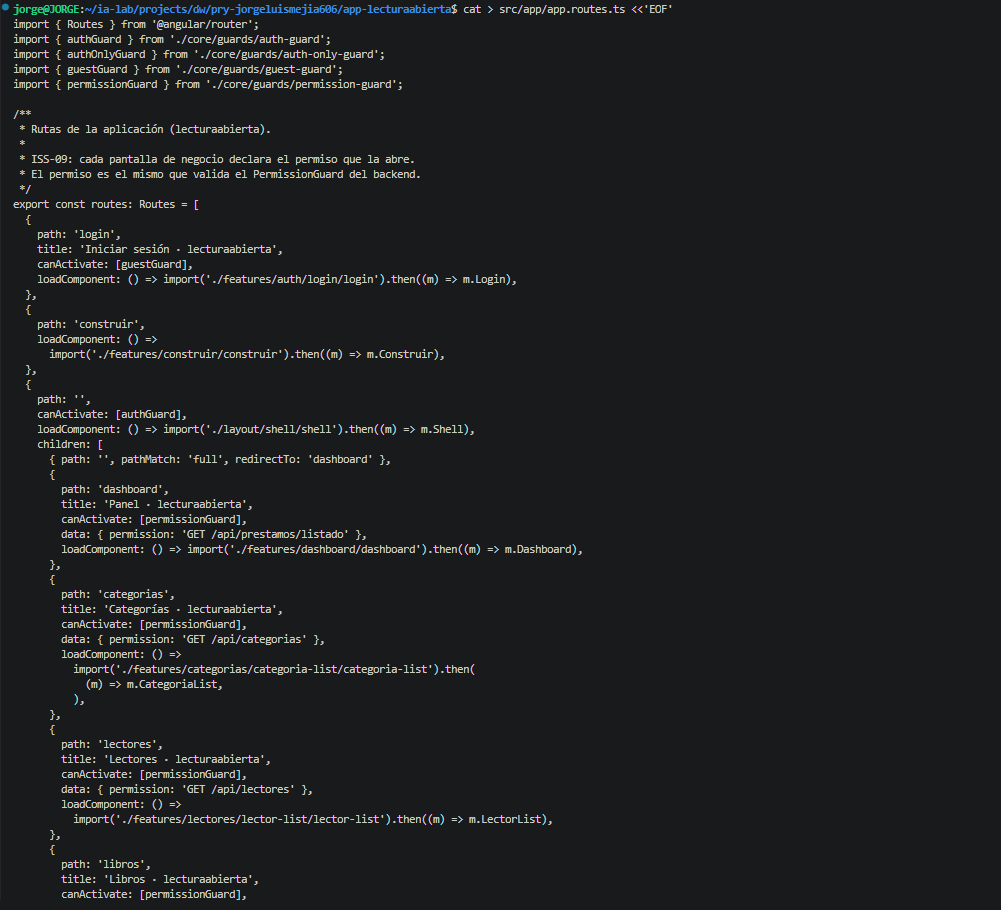 jorge@JORGE:~/ia-lab/projects/dw/pry-jorgeluismejia606/app-lecturaabierta$ cat > src/app/app.routes.ts <<'EOF'
import { Routes } from '@angular/router';
import { authGuard } from './core/guards/auth-guard';
import { authOnlyGuard } from './core/guards/auth-only-guard';
import { guestGuard } from './core/guards/guest-guard';
import { permissionGuard } from './core/guards/permission-guard';

/**
 * Rutas de la aplicación (lecturaabierta).
 *
 * ISS-09: cada pantalla de negocio declara el permiso que la abre.
 * El permiso es el mismo que valida el PermissionGuard del backend.
 */
export const routes: Routes = [
  {
    path: 'login',
    title: 'Iniciar sesión · lecturaabierta',
    canActivate: [guestGuard],
    loadComponent: () => import('./features/auth/login/login').then((m) => m.Login),
  },
  {
    path: 'construir',
    loadComponent: () =>
      import('./features/construir/construir').then((m) => m.Construir),
  },
  {
    path: '',
    canActivate: [authGuard],
    loadComponent: () => import('./layout/shell/shell').then((m) => m.Shell),
    children: [
      { path: '', pathMatch: 'full', redirectTo: 'dashboard' },
      {
        path: 'dashboard',
        title: 'Panel · lecturaabierta',
        canActivate: [permissionGuard],
        data: { permission: 'GET /api/prestamos/listado' },
        loadComponent: () => import('./features/dashboard/dashboard').then((m) => m.Dashboard),
      },
      {
        path: 'categorias',
        title: 'Categorías · lecturaabierta',
        canActivate: [permissionGuard],
        data: { permission: 'GET /api/categorias' },
        loadComponent: () =>
          import('./features/categorias/categoria-list/categoria-list').then(
            (m) => m.CategoriaList,
          ),
      },
      {
        path: 'lectores',
        title: 'Lectores · lecturaabierta',
        canActivate: [permissionGuard],
        data: { permission: 'GET /api/lectores' },
        loadComponent: () =>
          import('./features/lectores/lector-list/lector-list').then((m) => m.LectorList),
      },
      {
        path: 'libros',
        title: 'Libros · lecturaabierta',
        canActivate: [permissionGuard],